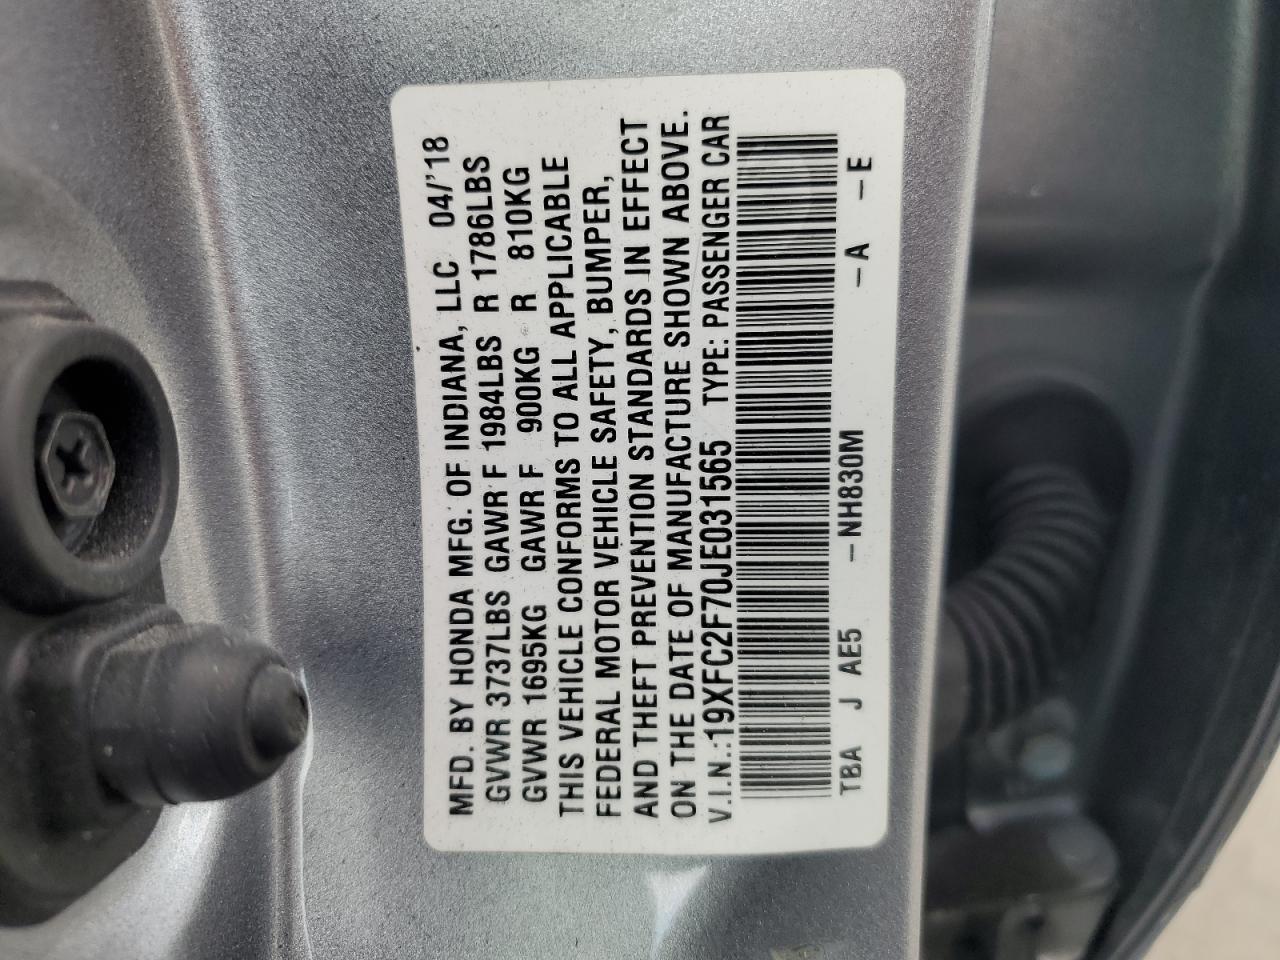 MFD. BY HONDA MFG. OF INDIANA, LLC 04/'18
GVWR 3737LBS GAWR F 1984LBS R 1786LBS
GVWR 1695KG GAWR F 900KG R 810KG
THIS VEHICLE CONFORMS TO ALL APPLICABLE
FEDERAL MOTOR VEHICLE SAFETY, BUMPER,
AND THEFT PREVENTION STANDARDS IN EFFECT
ON THE DATE OF MANUFACTURE SHOWN ABOVE.
V.I.N.:19XFC2F70JE031565 TYPE: PASSENGER CAR
TBA J AE5 -NH830M -A -E